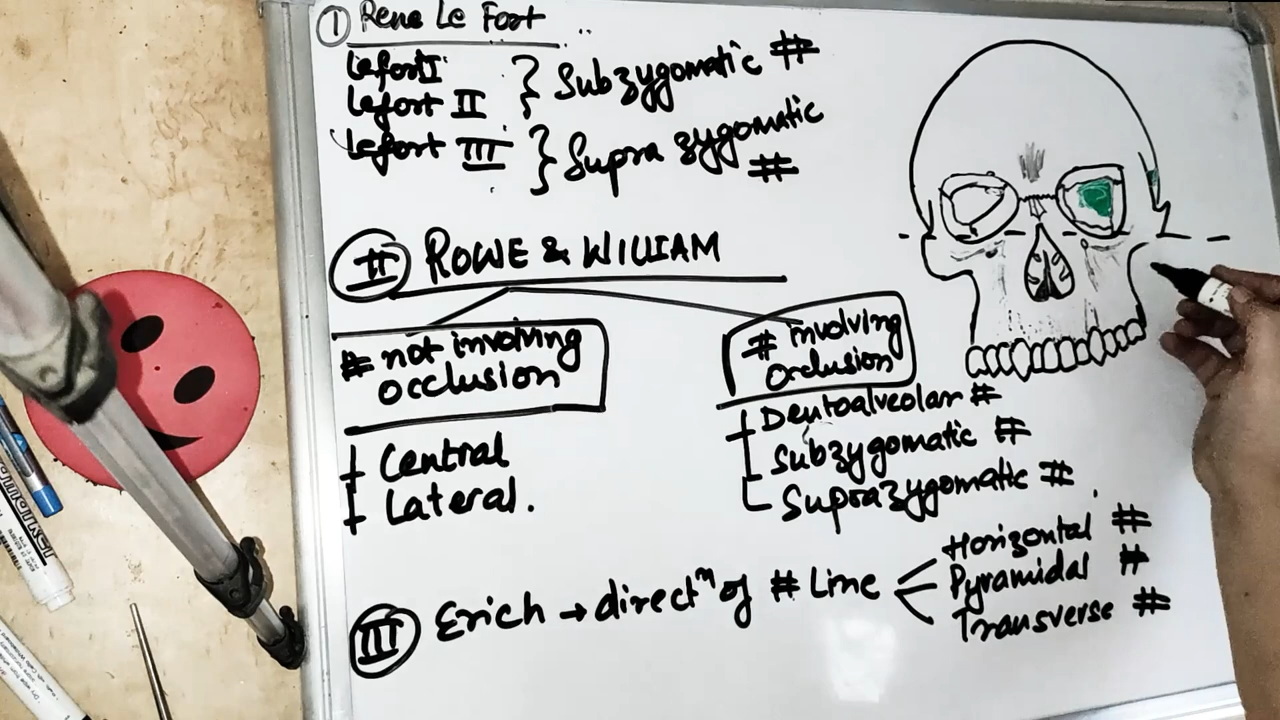 ① Rene Le Fort ...
Lefort I
Lefort II } Subzygomatic #
Lefort III } Supra zygomatic #
II ROWE & WILLIAM
# not involving occlusion
Central
Lateral.
# involving occlusion
Dentoalveolar #
Subzygomatic #
Suprazygomatic #
III Erich → directⁿ of # Line
Horizontal #
Pyramidal #
Transverse #